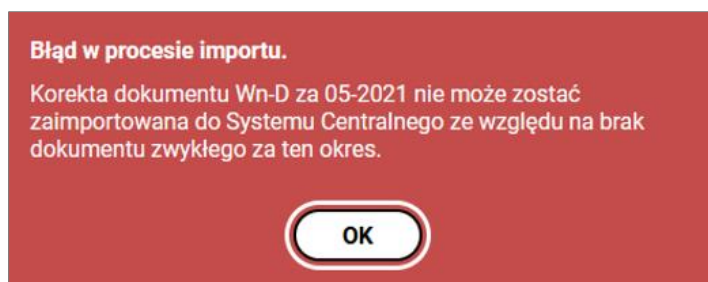 Błąd w procesie importu.
Korekta dokumentu Wn-D za 05-2021 nie może zostać
zaimportowana do Systemu Centralnego ze względu na brak
dokumentu zwykłego za ten okres.
OK